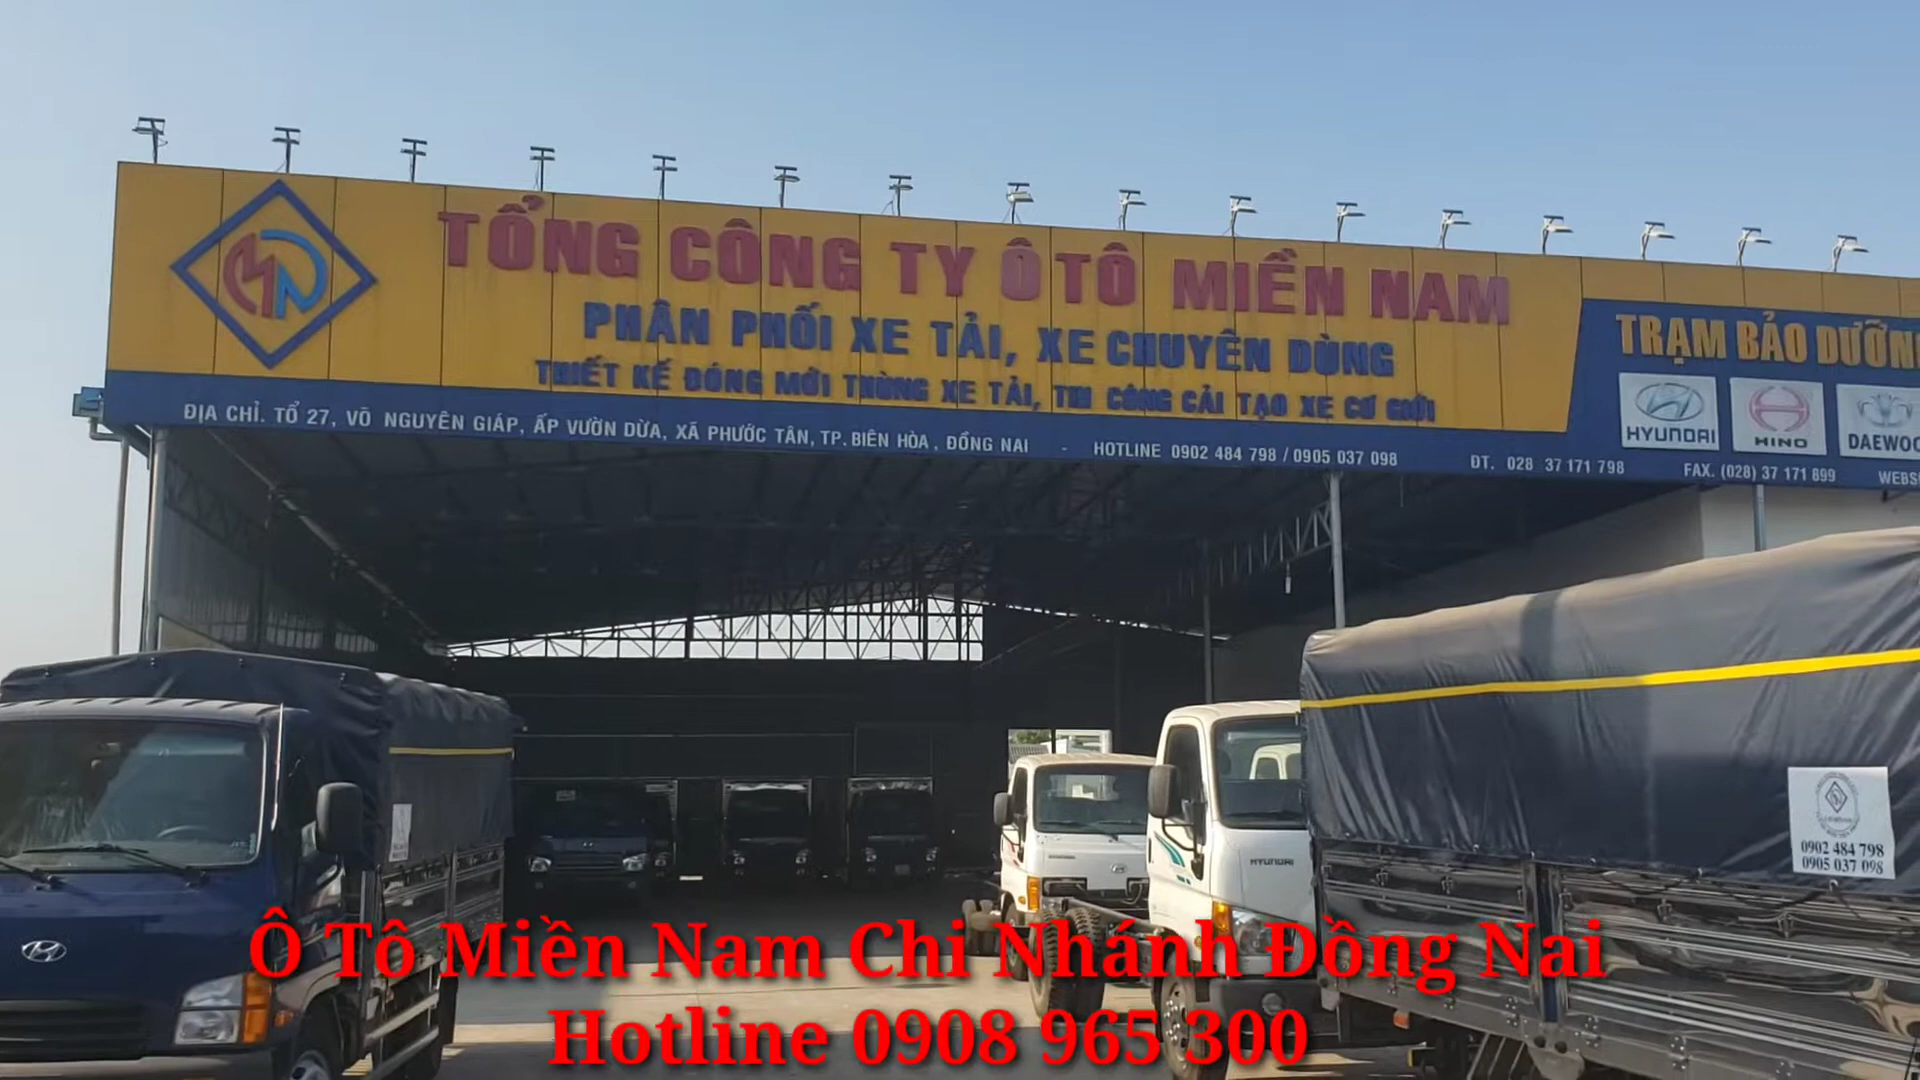 TỔNG CÔNG TY Ô TÔ MIỀN NAM
PHÂN PHỐI XE TẢI, XE CHUYÊN DÙNG
THIẾT KẾ ĐÓNG MỚI THÙNG XE TẢI, THI CÔNG CẢI TẠO XE CƠ GIỚI
ĐỊA CHỈ. TỔ 27, VÕ NGUYÊN GIÁP, ẤP VƯỜN DỪA, XÃ PHƯỚC TÂN, TP. BIÊN HÒA, ĐỒNG NAI - HOTLINE 0902 484 798 / 0905 037 098 ĐT. 028 37 171 798 FAX. (028) 37 171 899 WEBSI
TRẠM BẢO DƯỠN
HYUNDAI
HINO
DAEWOO
HYUNDAI
0902 484 798
0905 037 098
Ô Tô Miền Nam Chi Nhánh Đồng Nai
Hotline 0908 965 300